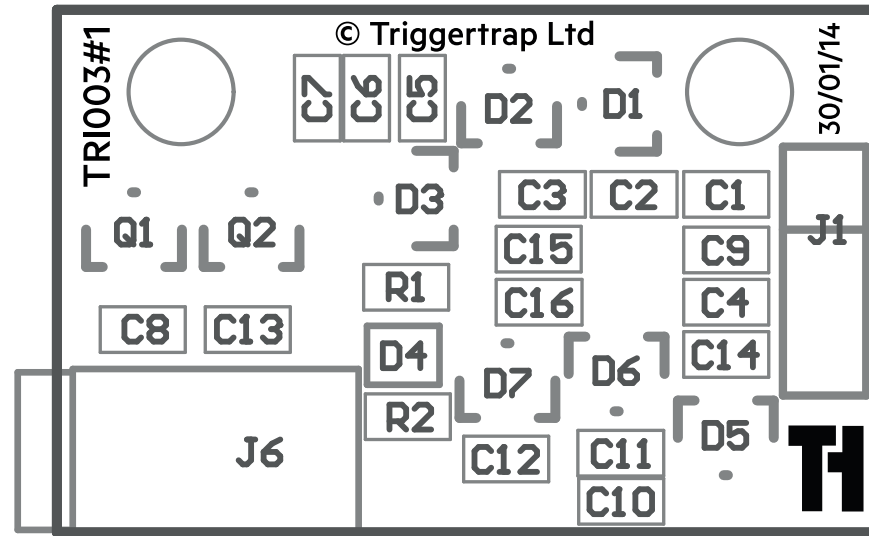 © Triggertrap Ltd
TRI003#1
30/01/14
C7
C6
C5
D2
D1
D3
C3
C2
C1
Q1
Q2
C15
C9
J1
R1
C16
C4
C8
C13
D4
D7
D6
C14
R2
D5
J6
C12
C11
C10